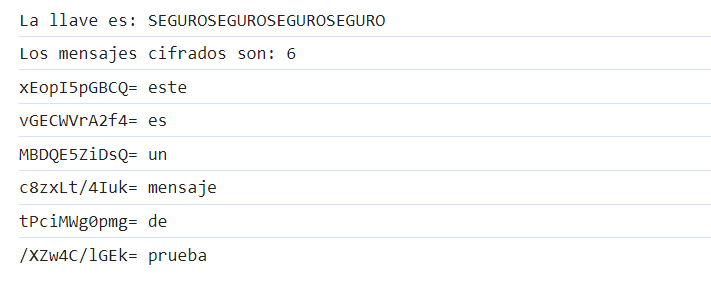 La llave es: SEGUROSEGUROSEGUROSEGURO
Los mensajes cifrados son: 6
xEopI5pGBCQ= este
vGECWVrA2f4= es
MBDQE5ZiDsQ= un
c8zxLt/4Iuk= mensaje
tPciMWg0pmg= de
/XZw4C/lGEk= prueba